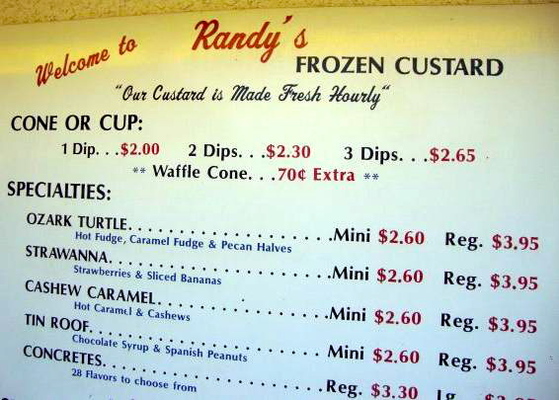 Welcome to Randy's
FROZEN CUSTARD
"Our Custard is Made Fresh Hourly"
CONE OR CUP:
1 Dip. . .$2.00 2 Dips. . .$2.30 3 Dips. . .$2.65
** Waffle Cone. . .70¢ Extra **
SPECIALTIES:
OZARK TURTLE. . . . . . . . . . . . . . . . . . . .Mini $2.60 Reg. $3.95
Hot Fudge, Caramel Fudge & Pecan Halves
STRAWANNA. . . . . . . . . . . . . . . . . . . . . .Mini $2.60 Reg. $3.95
Strawberries & Sliced Bananas
CASHEW CARAMEL. . . . . . . . . . . . . . . . .Mini $2.60 Reg. $3.95
Hot Caramel & Cashews
TIN ROOF. . . . . . . . . . . . . . . . . . . . . . . . Mini $2.60 Reg. $3.95
Chocolate Syrup & Spanish Peanuts
CONCRETES. . . . . . . . . . . . . . . . . . . . . .Reg. $3.30 Lg.
28 Flavors to choose from